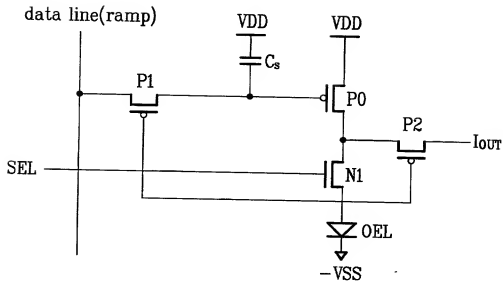 data line(ramp)
VDD
VDD
Cs
P1
P0
P2
IOUT
SEL
N1
OEL
-VSS